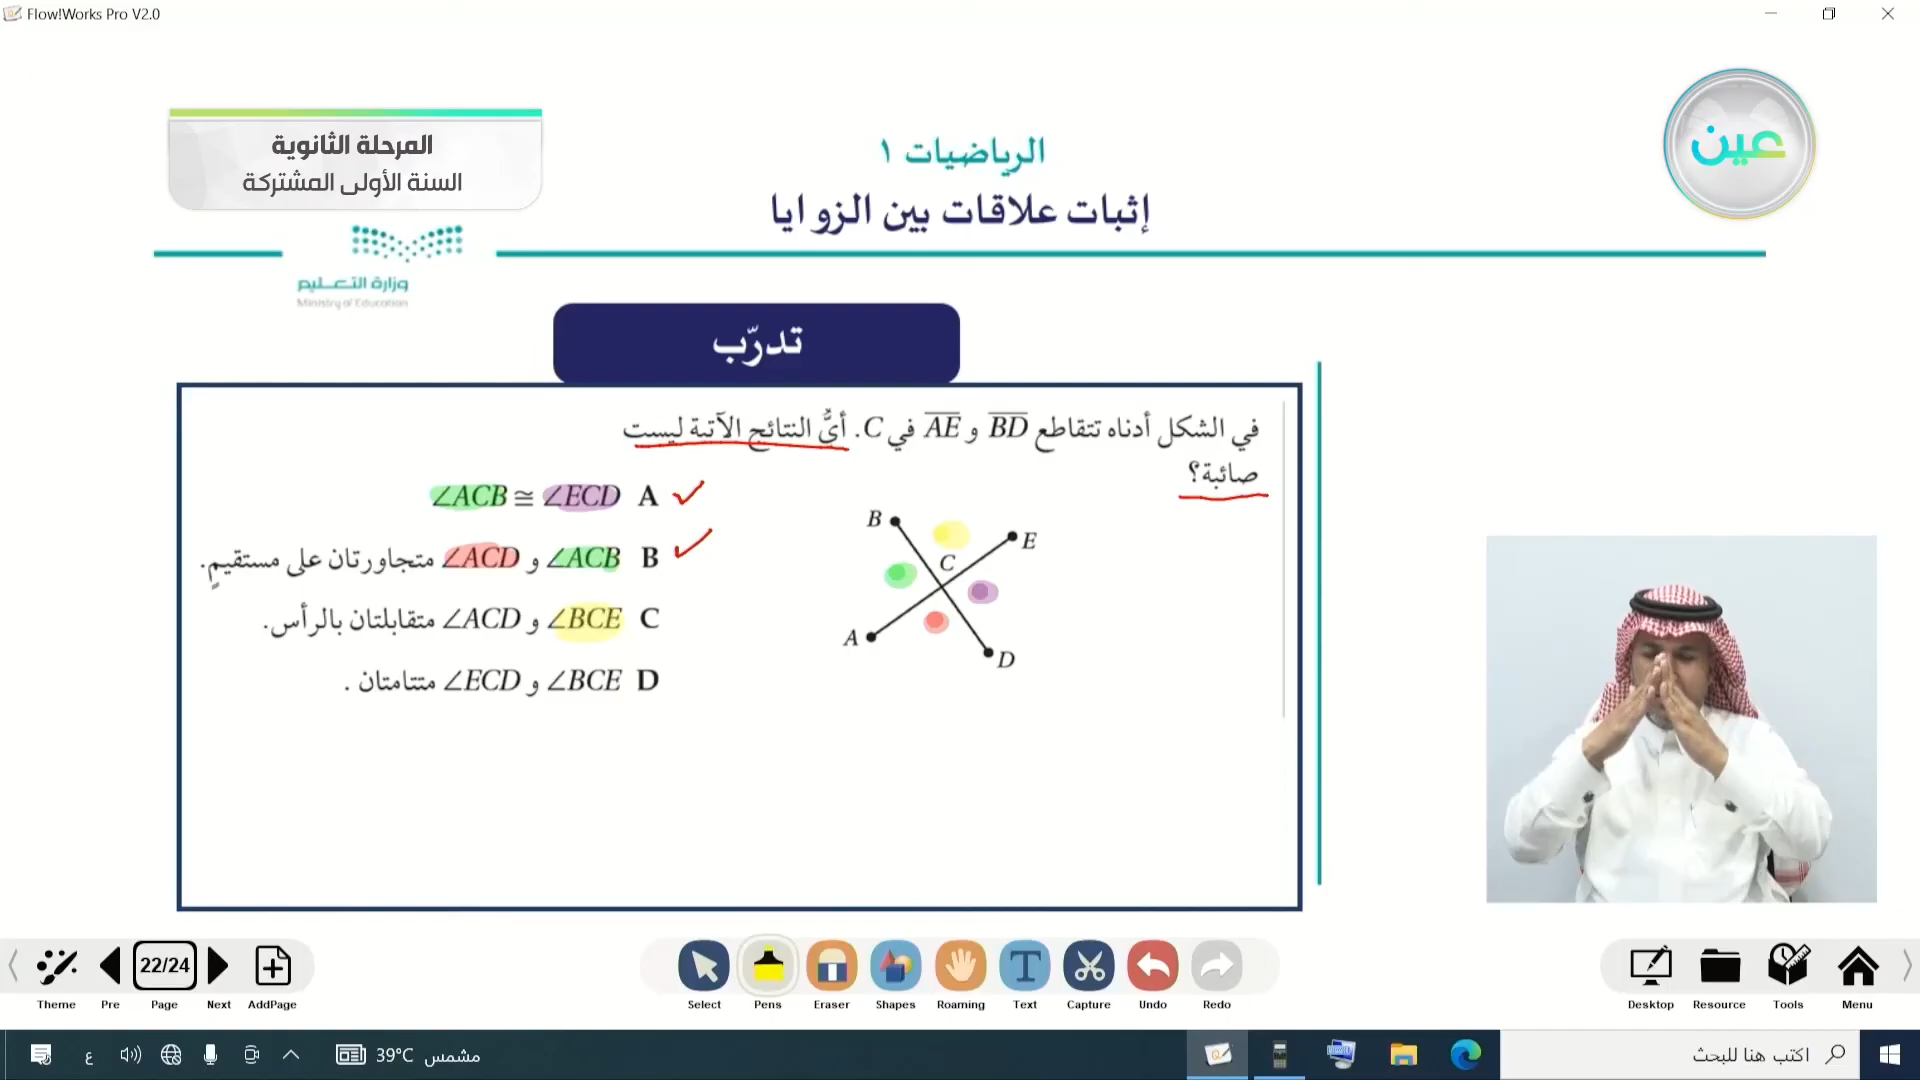 Flow!Works Pro V2.0
عين
المرحلة الثانوية
السنة الأولى المشتركة
الرياضيات ١
إثبات علاقات بين الزوايا
وزارة التعليم
Ministry of Education
تدرّب
في الشكل أدناه تتقاطع BD و AE في C. أيُّ النتائج الآتية ليست
صائبة؟
A ∠ACB ≅ ∠ECD
B ∠ACB و ∠ACD متجاورتان على مستقيمٍ.
C ∠BCE و ∠ACD متقابلتان بالرأس.
D ∠BCE و ∠ECD متتامتان .
B
E
C
A
D
22/24
Theme Pre Page Next AddPage
Select Pens Eraser Shapes Roaming Text Capture Undo Redo
Desktop Resource Tools Menu
ع
39°C مشمس
اكتب هنا للبحث